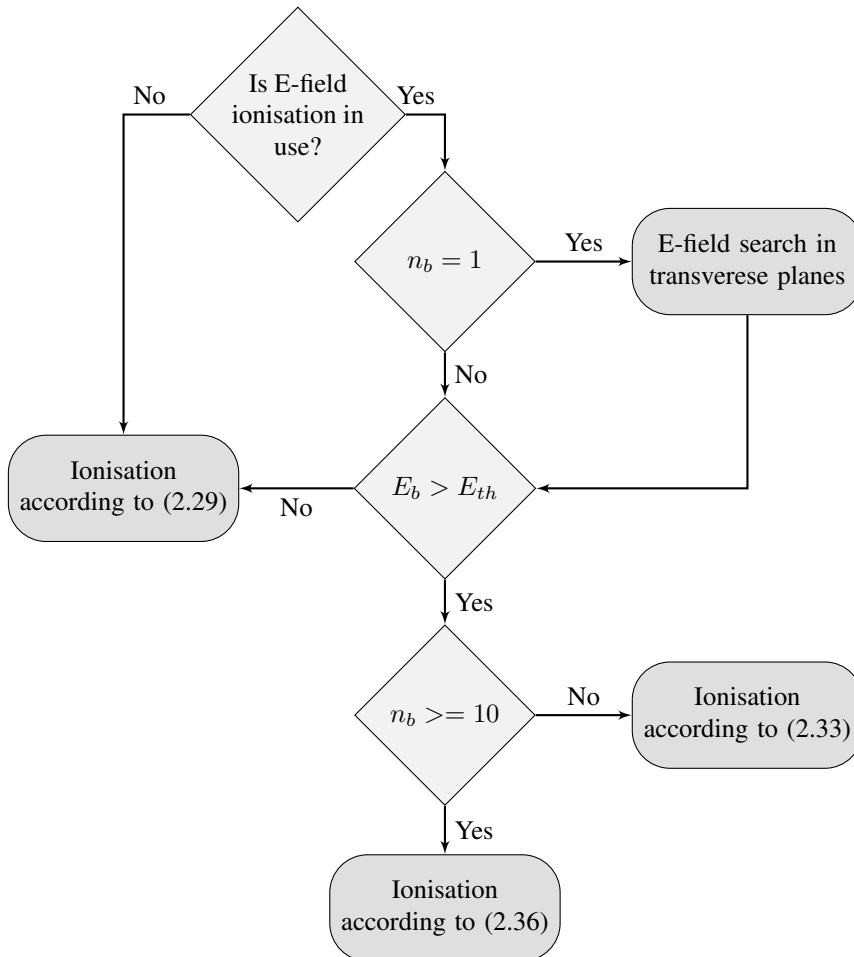 Is E-field
ionisation in
use?
No
Yes
n_b = 1
Yes
E-field search in
transverese planes
No
E_b > E_{th}
No
Ionisation
according to (2.29)
Yes
n_b >= 10
No
Ionisation
according to (2.33)
Yes
Ionisation
according to (2.36)